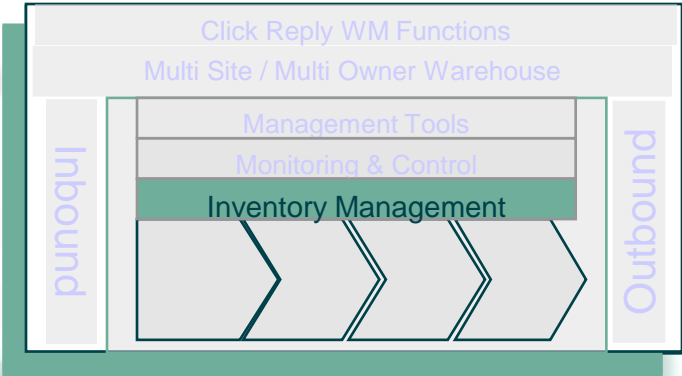 Click Reply WM Functions
Multi Site / Multi Owner Warehouse
Management Tools
Monitoring & Control
Inventory Management
Inbound
Outbound